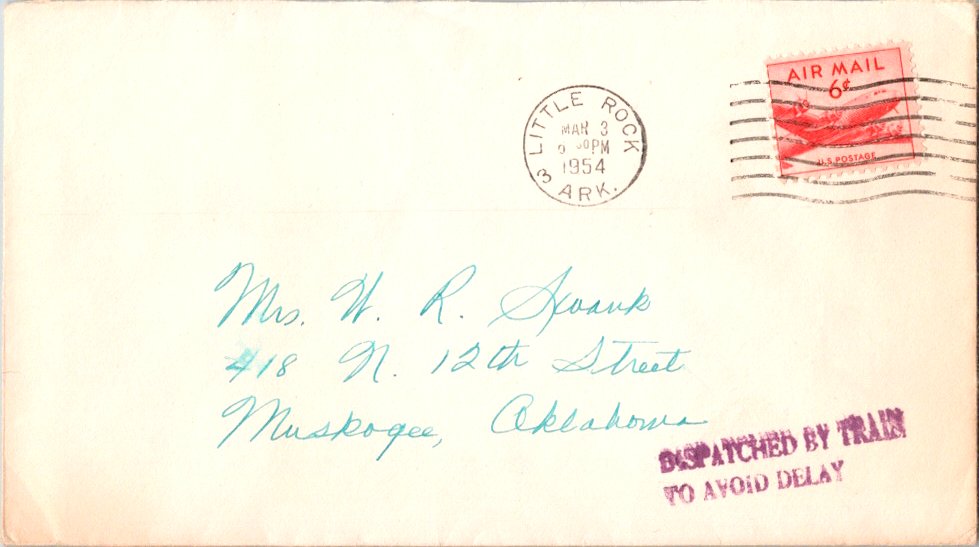 AIR MAIL
6¢
U.S. POSTAGE
LITTLE ROCK
MAR 3
PM
1954
3
ARK.
Mrs. W. R. Swank
418 N. 12th Street
Muskogee, Oklahoma
DISPATCHED BY TRAIN
TO AVOID DELAY